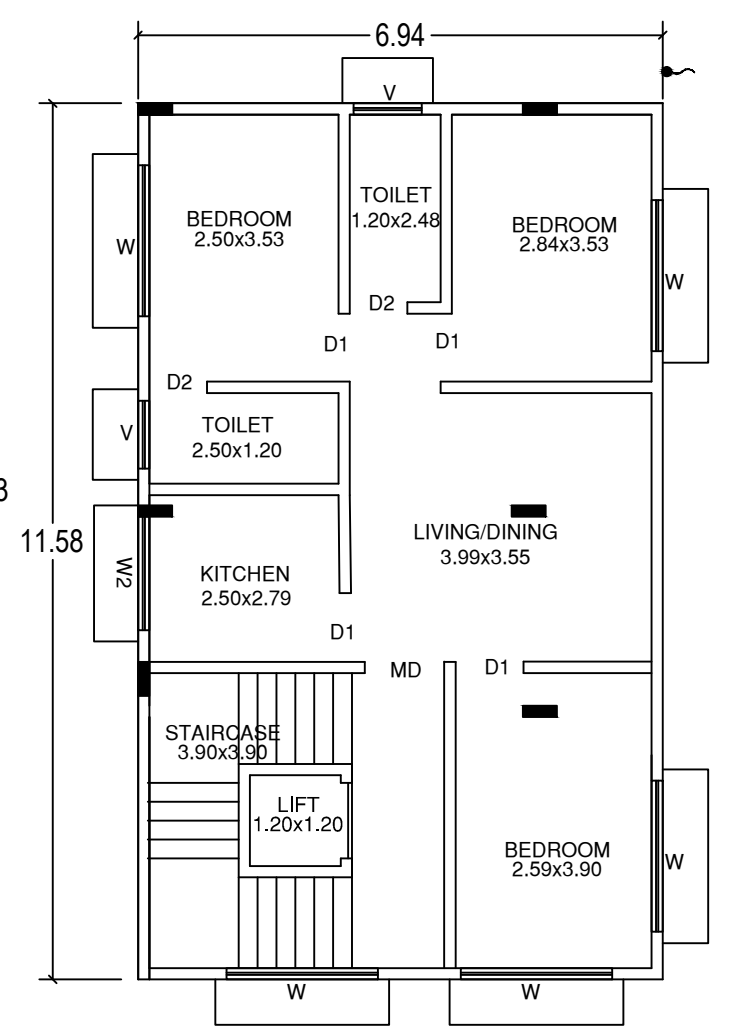 6.94
V
TOILET
1.20x2.48
BEDROOM
2.50x3.53
BEDROOM
2.84x3.53
W
W
D2
D1
D1
D2
TOILET
2.50x1.20
V
3
11.58
LIVING/DINING
3.99x3.55
W2
KITCHEN
2.50x2.79
D1
MD
D1
STAIRCASE
3.90x3.90
LIFT
1.20x1.20
BEDROOM
2.59x3.90
W
W
W